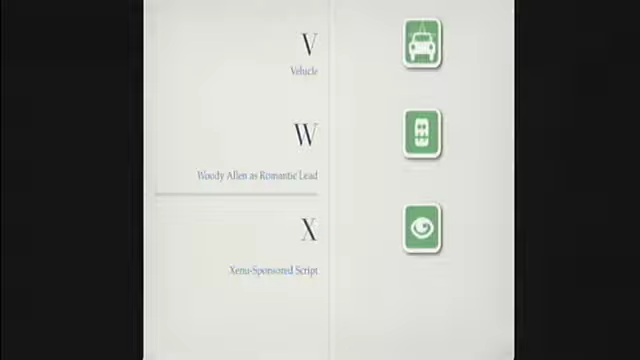 V
Vehicle
W
Woody Allen as Romantic Lead
X
Xenu-Sponsored Script